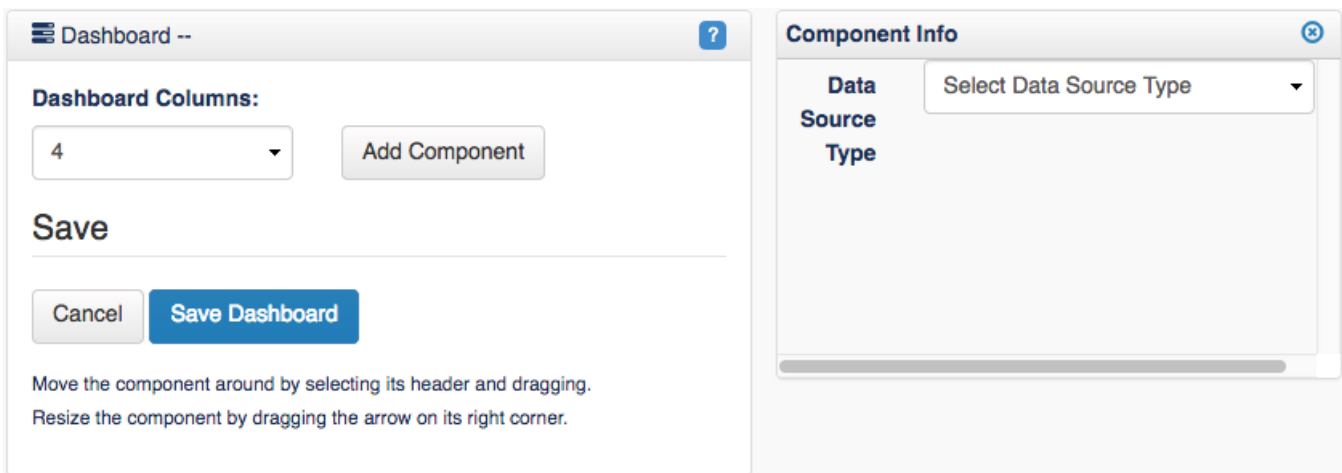 Dashboard --
?
Dashboard Columns:
4
Add Component
Save
Cancel
Save Dashboard
Move the component around by selecting its header and dragging.
Resize the component by dragging the arrow on its right corner.
Component Info
Data
Source
Type
Select Data Source Type